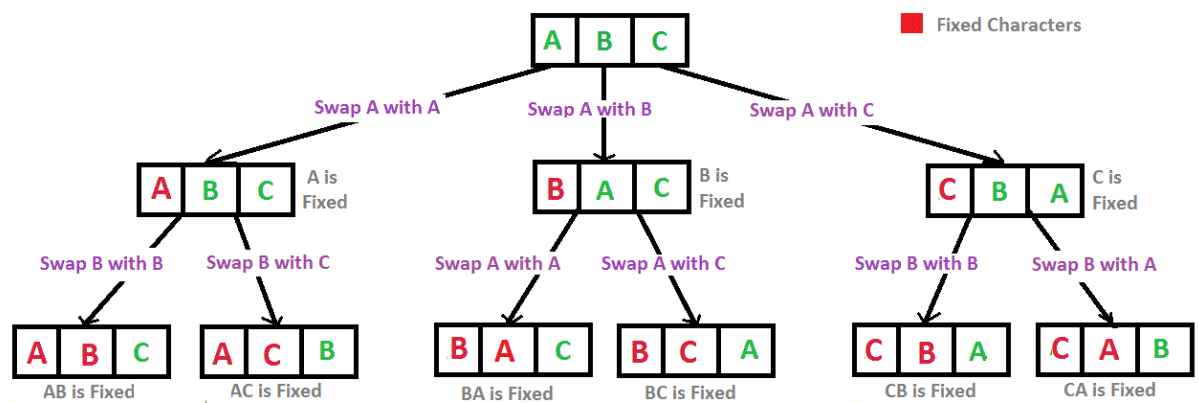 A B C
Fixed Characters
Swap A with A
Swap A with B
Swap A with C
A B C
A is
Fixed
B A C
B is
Fixed
C B A
C is
Fixed
Swap B with B
Swap B with C
Swap A with A
Swap A with C
Swap B with B
Swap B with A
A B C
A C B
B A C
B C A
C B A
C A B
AB is Fixed
AC is Fixed
BA is Fixed
BC is Fixed
CB is Fixed
CA is Fixed